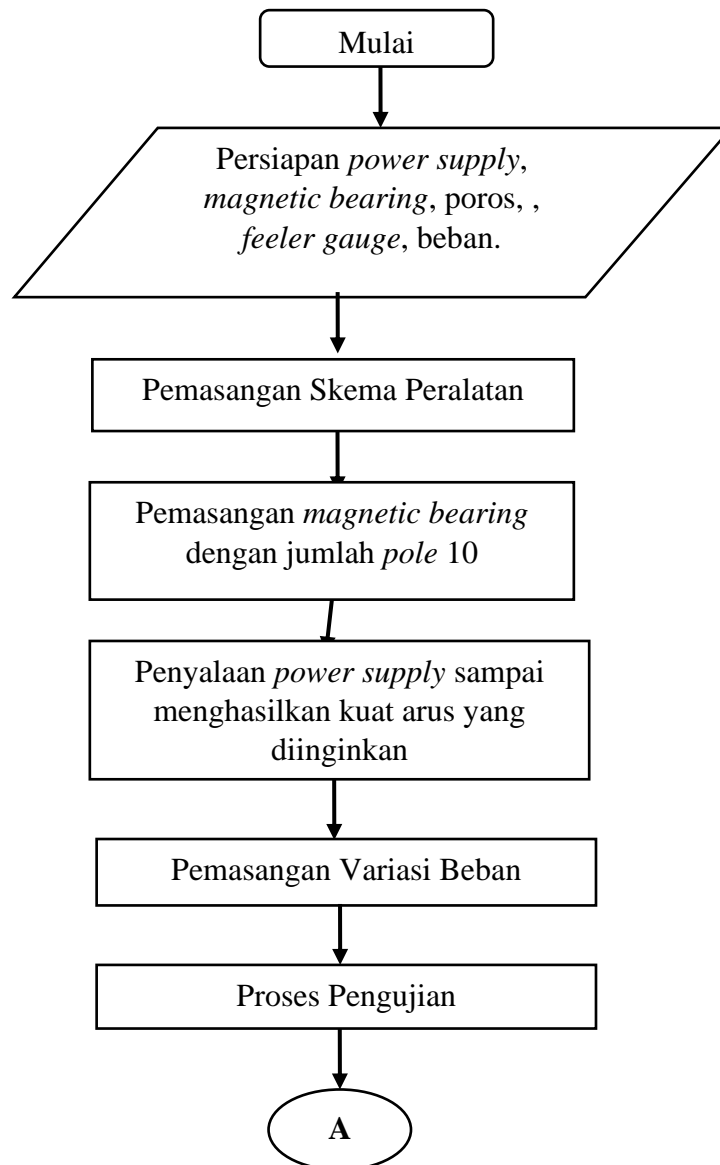 Mulai
Persiapan power supply,
magnetic bearing, poros, ,
feeler gauge, beban.
Pemasangan Skema Peralatan
Pemasangan magnetic bearing
dengan jumlah pole 10
Penyalaan power supply sampai
menghasilkan kuat arus yang
diinginkan
Pemasangan Variasi Beban
Proses Pengujian
A